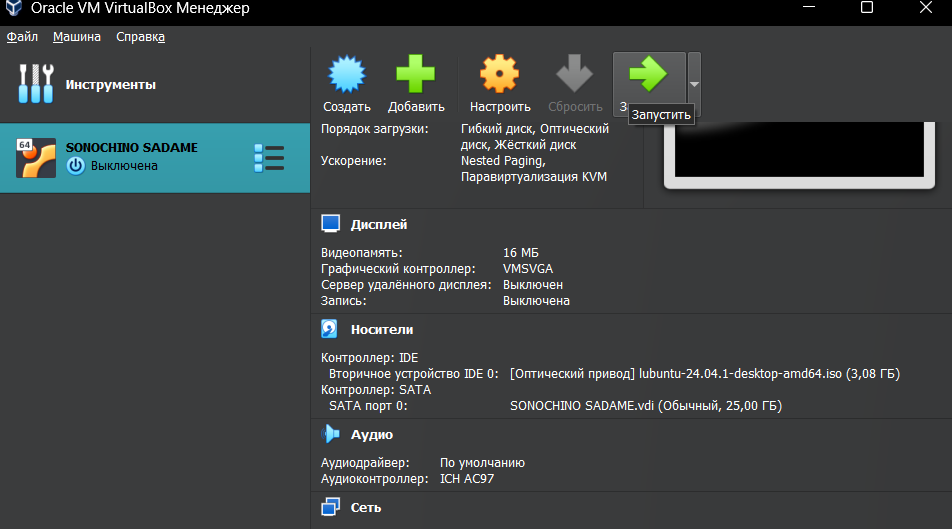 Oracle VM VirtualBox Менеджер
Файл Машина Справка
Инструменты
64
SONOCHINO SADAME
Выключена
Создать Добавить Настроить Сбросить
Запустить
Порядок загрузки: Гибкий диск, Оптический
диск, Жёсткий диск
Ускорение: Nested Paging,
Паравиртуализация KVM
Дисплей
Видеопамять: 16 МБ
Графический контроллер: VMSVGA
Сервер удалённого дисплея: Выключен
Запись: Выключена
Носители
Контроллер: IDE
Вторичное устройство IDE 0: [Оптический привод] lubuntu-24.04.1-desktop-amd64.iso (3,08 ГБ)
Контроллер: SATA
SATA порт 0: SONOCHINO SADAME.vdi (Обычный, 25,00 ГБ)
Аудио
Аудиодрайвер: По умолчанию
Аудиоконтроллер: ICH AC97
Сеть